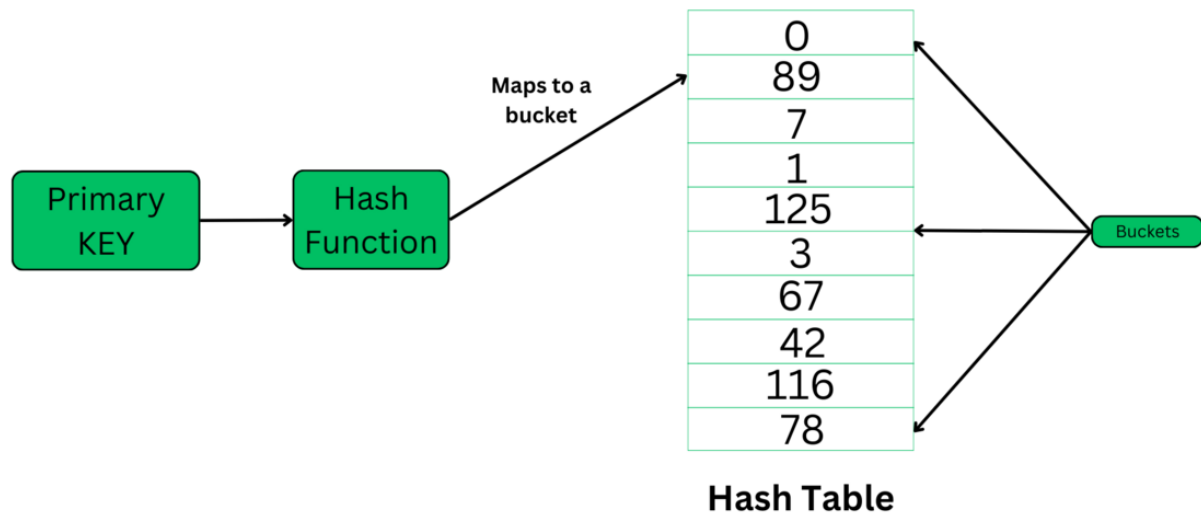 Primary
KEY
Hash
Function
Maps to a
bucket
0
89
7
1
125
3
67
42
116
78
Buckets
Hash Table